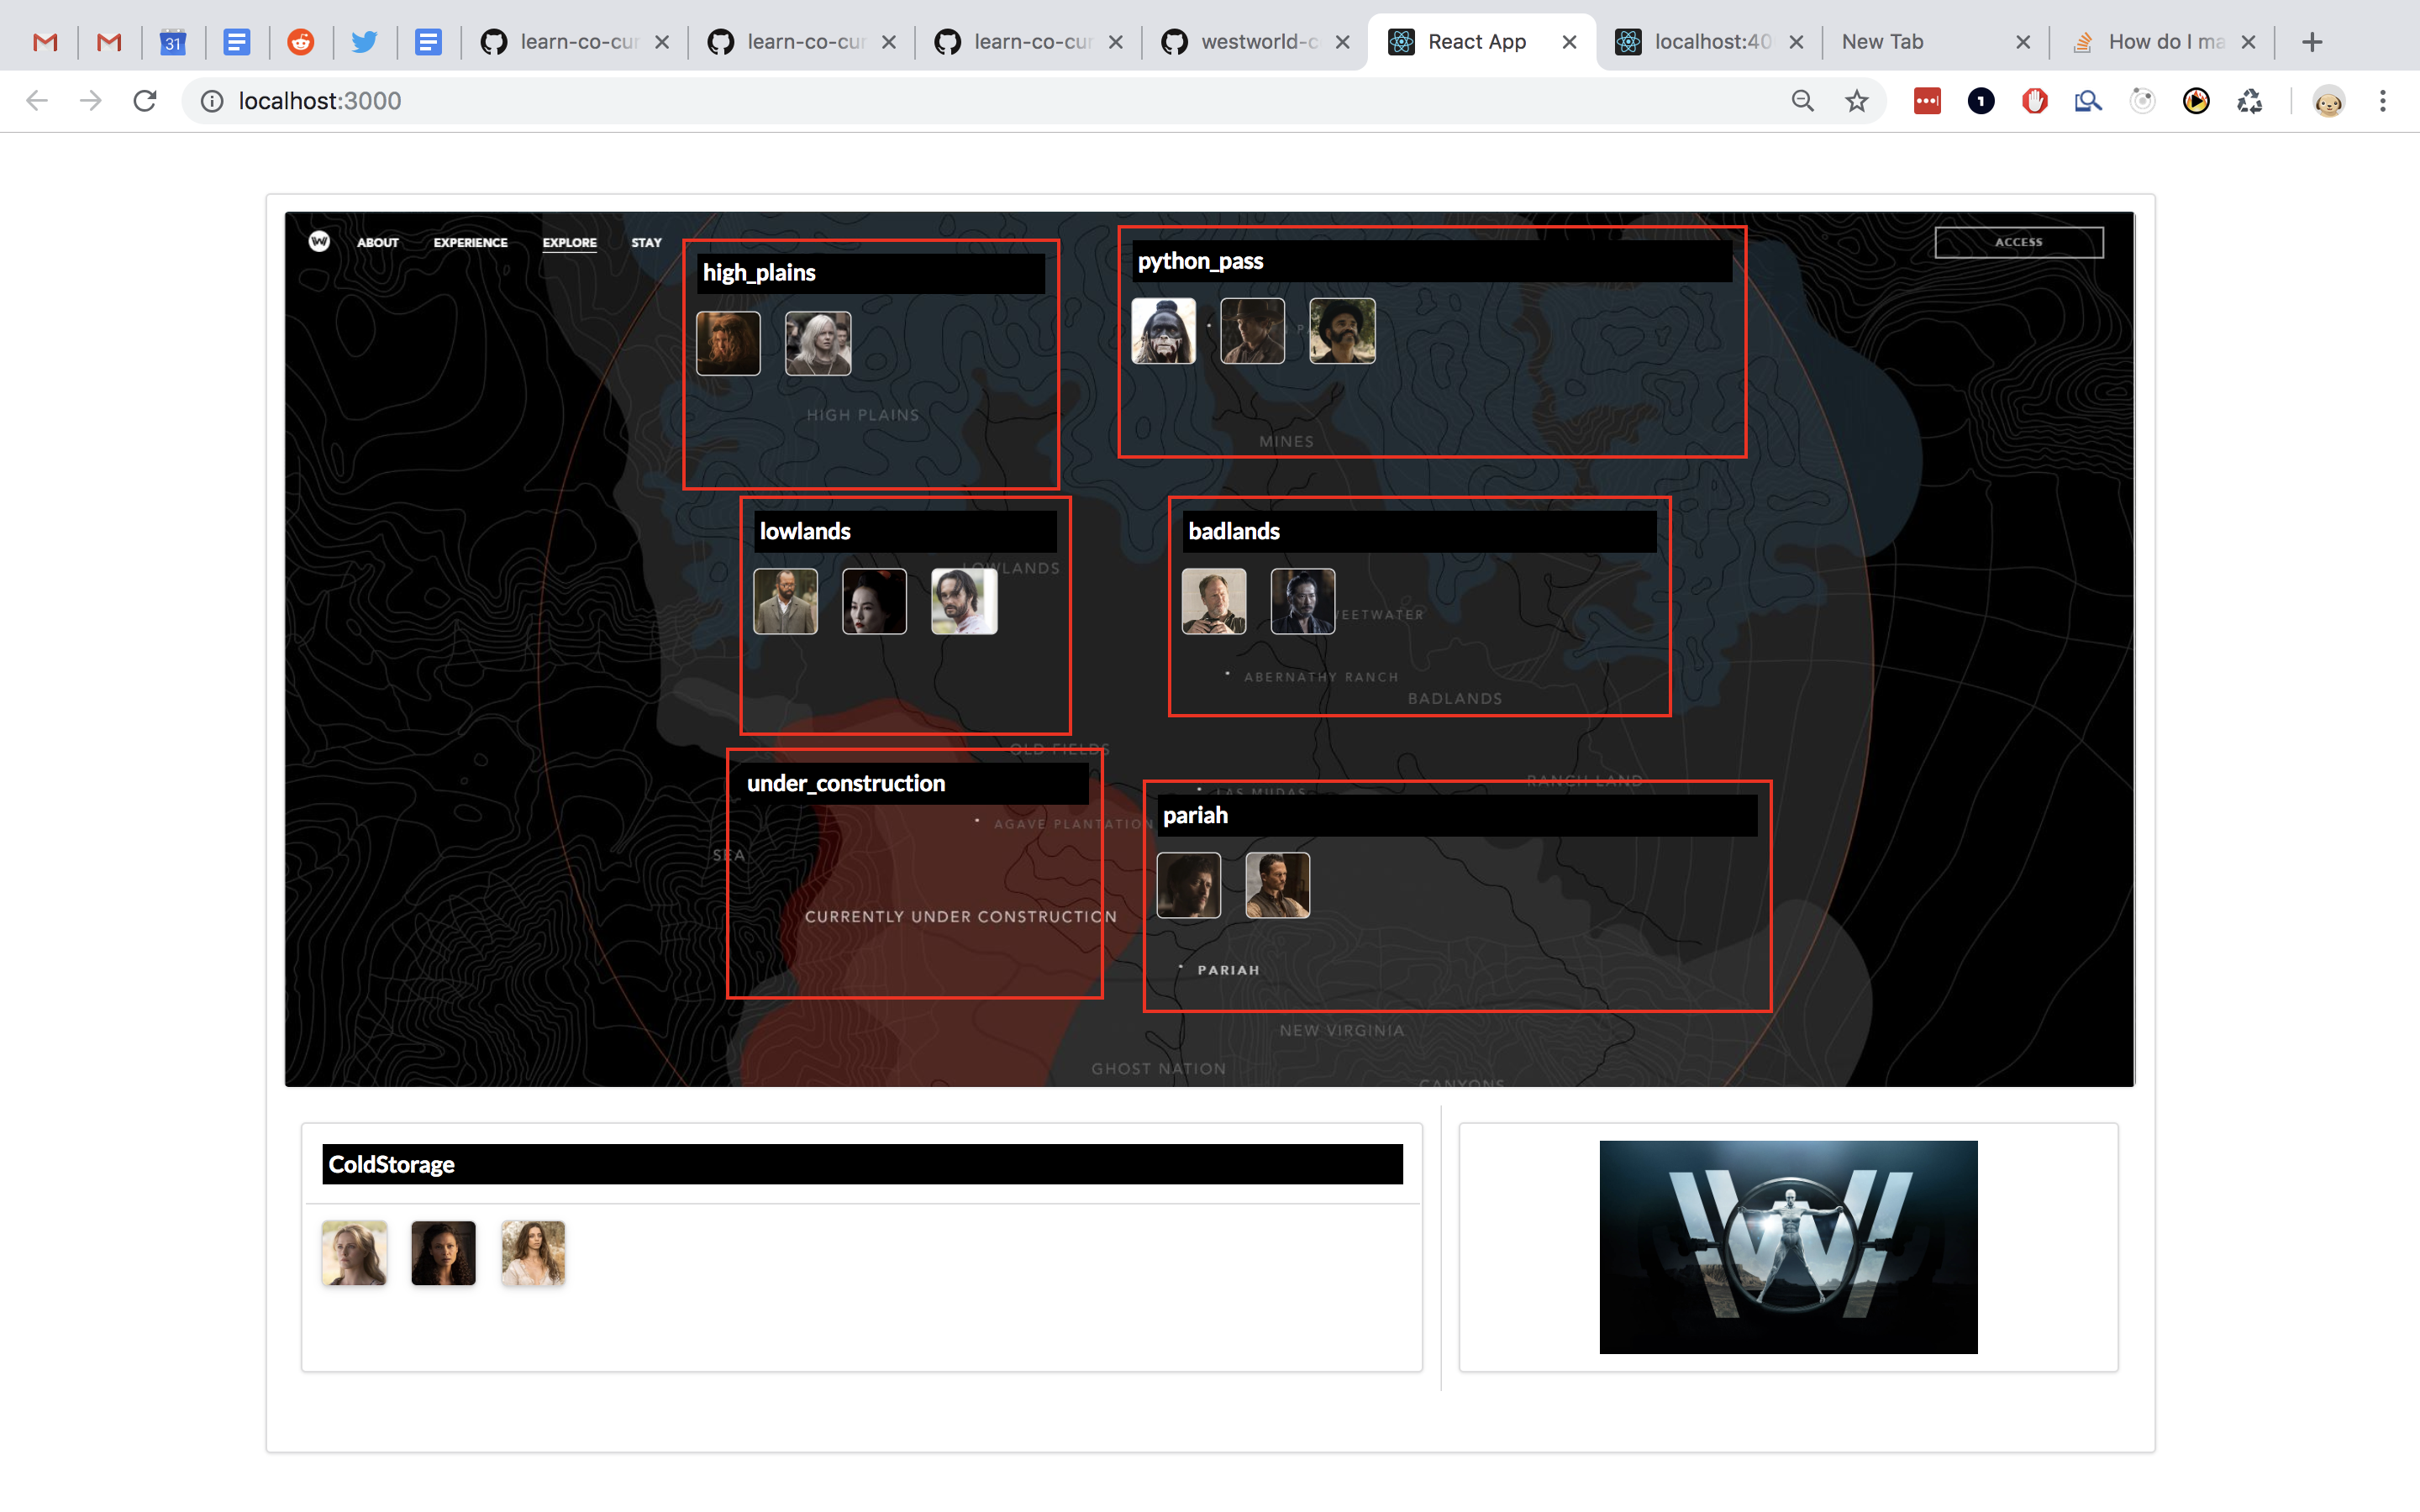 31
learn-co-cur
learn-co-cur
learn-co-cur
westworld-c
React App
localhost:40
New Tab
How do I ma
localhost:3000
ABOUT EXPERIENCE EXPLORE STAY
ACCESS
high_plains
python_pass
HIGH PLAINS
MINES
lowlands
badlands
LOWLANDS
ABERNATHY RANCH
BADLANDS
OLD FIELDS
under_construction
RANCH LAND
LAS MUDAS
pariah
AGAVE PLANTATION
SEA
CURRENTLY UNDER CONSTRUCTION
PARIAH
NEW VIRGINIA
GHOST NATION
CANYONS
ColdStorage